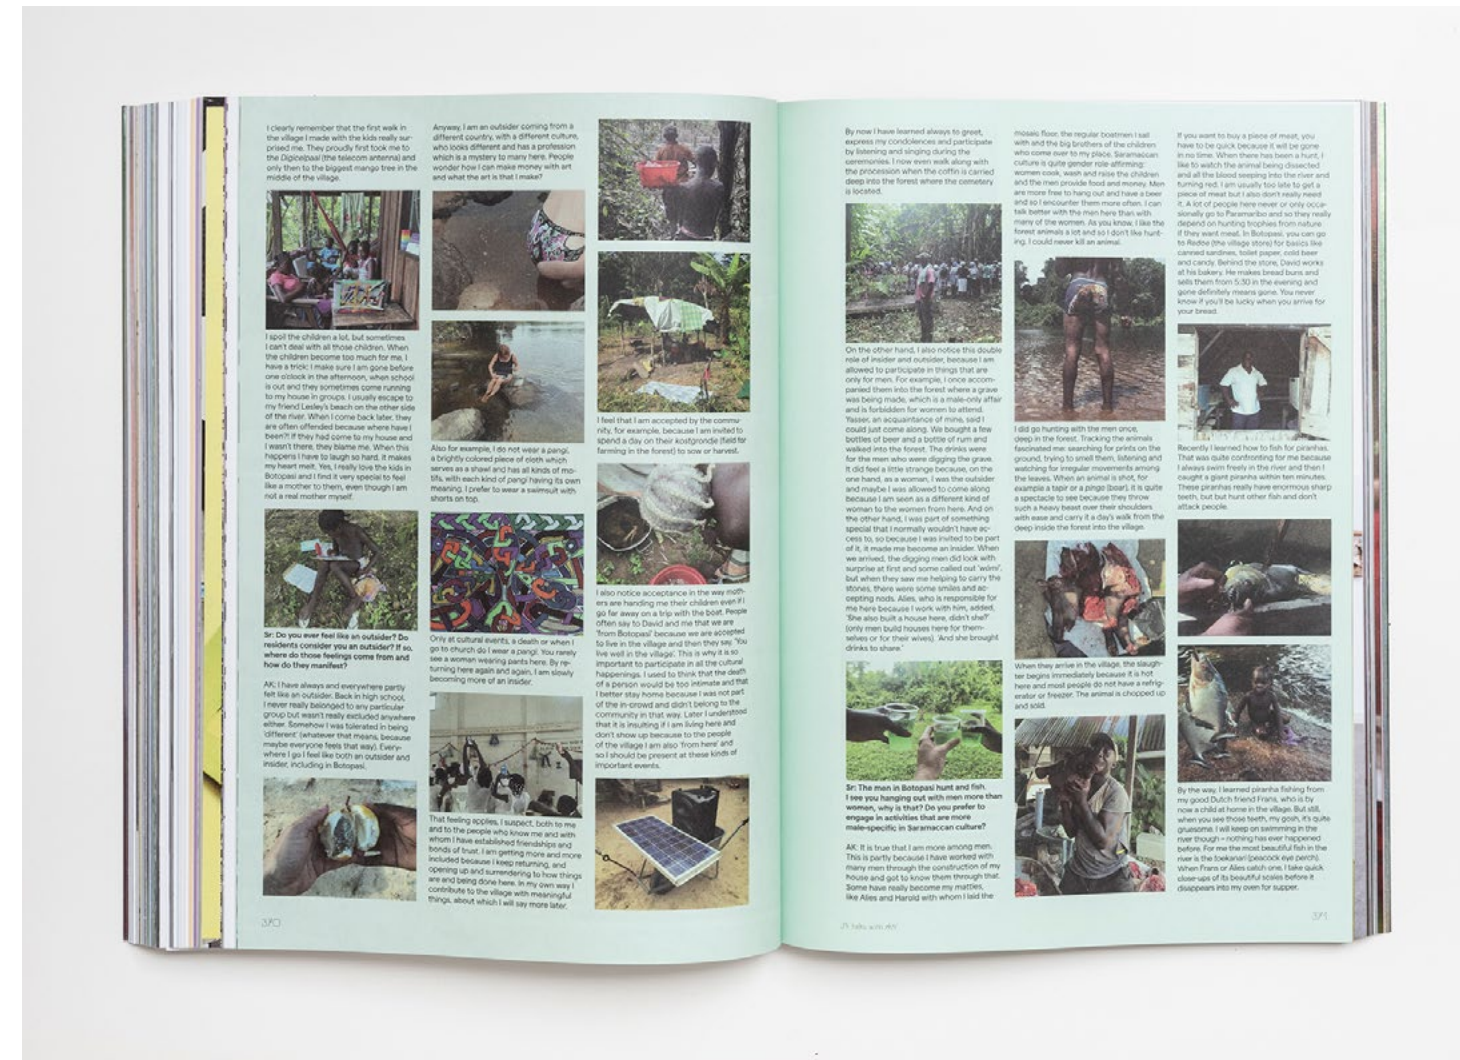 I clearly remember that the first walk in
the village I made with the kids really sur-
prised me. They proudly first took me to
the Digicelpaal (the telecom antenna) and
only then to the biggest mango tree in the
middle of the village.
I spoil the children a lot, but sometimes
I can't deal with all those children. When
the children become too much for me, I
have a trick: I make sure I am gone before
one o'clock in the afternoon, when school
is out and they sometimes come running
to my house in groups. I usually escape to
my friend Lesley's beach on the other side
of the river. When I come back later, they
are often offended because where have I
been?! If they had come to my house and
I wasn't there, they blame me. When this
happens I have to laugh so hard, it makes
my heart melt. Yes, I really love the kids in
Botopasi and I find it very special to feel
like a mother to them, even though I am
not a real mother myself.
Sr: Do you ever feel like an outsider? Do
residents consider you an outsider? If so,
where do those feelings come from and
how do they manifest?
AK: I have always and everywhere partly
felt like an outsider. Back in high school,
I never really belonged to any particular
group but wasn't really excluded anywhere
either. Somehow I was tolerated in being
'different' (whatever that means, because
maybe everyone feels that way). Every-
where I go I feel like both an outsider and
insider, including in Botopasi.
Anyway, I am an outsider coming from a
different country, with a different culture,
who looks different and has a profession
which is a mystery to many here. People
wonder how I can make money with art
and what the art is that I make?
Also for example, I do not wear a pangi,
a brightly colored piece of cloth which
serves as a shawl and has all kinds of mo-
tifs, with each kind of pangi having its own
meaning. I prefer to wear a swimsuit with
shorts on top.
Only at cultural events, a death or when I
go to church do I wear a pangi. You rarely
see a woman wearing pants here. By re-
turning here again and again, I am slowly
becoming more of an insider.
That feeling applies, I suspect, both to me
and to the people who know me and with
whom I have established friendships and
bonds of trust. I am getting more and more
included because I keep returning, and
opening up and surrendering to how things
are and being done here. In my own way I
contribute to the village with meaningful
things, about which I will say more later.
I feel that I am accepted by the commu-
nity, for example, because I am invited to
spend a day on their kostgrondje (field for
farming in the forest) to sow or harvest.
I also notice acceptance in the way moth-
ers are handing me their children even if I
go far away on a trip with the boat. People
often say to David and me that we are
'from Botopasi' because we are accepted
to live in the village and then they say, 'You
live well in the village'. This is why it is so
important to participate in all the cultural
happenings. I used to think that the death
of a person would be too intimate and that
I better stay home because I was not part
of the in-crowd and didn't belong to the
community in that way. Later I understood
that it is insulting if I am living here and
don't show up because to the people
of the village I am also 'from here' and
so I should be present at these kinds of
important events.
370
By now I have learned always to greet,
express my condolences and participate
by listening and singing during the
ceremonies. I now even walk along with
the procession when the coffin is carried
deep into the forest where the cemetery
is located.
On the other hand, I also notice this double
role of insider and outsider, because I am
allowed to participate in things that are
only for men. For example, I once accom-
panied them into the forest where a grave
was being made, which is a male-only affair
and is forbidden for women to attend.
Yasser, an acquaintance of mine, said I
could just come along. We bought a few
bottles of beer and a bottle of rum and
walked into the forest. The drinks were
for the men who were digging the grave.
It did feel a little strange because, on the
one hand, as a woman, I was the outsider
and maybe I was allowed to come along
because I am seen as a different kind of
woman to the women from here. And on
the other hand, I was part of something
special that I normally wouldn't have ac-
cess to, so because I was invited to be part
of it, it made me become an insider. When
we arrived, the digging men did look with
surprise at first and some called out
but when they saw me helping to carry the
stones, there were some smiles and ac-
cepting nods. Alies, who is responsible for
me here because I work with him, added,
'She also built a house here, didn't she?'
(only men build houses here for them-
selves or for their wives). 'And she brought
drinks to share.'
Sr: The men in Botopasi hunt and fish.
I see you hanging out with men more than
women, why is that? Do you prefer to
engage in activities that are more
male-specific in Saramaccan culture?
AK: It is true that I am more among men.
This is partly because I have worked with
many men through the construction of my
house and got to know them through that.
Some have really become my matties,
like Alies and Harold with whom I laid the
mosaic floor, the regular boatmen I sail
with and the big brothers of the children
who come over to my place. Saramaccan
culture is quite gender role-affirming:
women cook, wash and raise the children
and the men provide food and money. Men
are more free to hang out and have a beer
and so I encounter them more often. I can
talk better with the men here than with
many of the women. As you know, I like the
forest animals a lot and so I don't like hunt-
ing. I could never kill an animal.
I did go hunting with the men once,
deep in the forest. Tracking the animals
fascinated me: searching for prints on the
ground, trying to smell them, listening and
watching for irregular movements among
the leaves. When an animal is shot, for
example a tapir or a pingo (boar), it is quite
a spectacle to see because they throw
such a heavy beast over their shoulders
with ease and carry it a day's walk from the
deep inside the forest into the village.
When they arrive in the village, the slaugh-
ter begins immediately because it is hot
here and most people do not have a refrig-
erator or freezer. The animal is chopped up
and sold.
If you want to buy a piece of meat, you
have to be quick because it will be gone
in no time. When there has been a hunt, I
like to watch the animal being dissected
and all the blood seeping into the river and
turning red. I am usually too late to get a
piece of meat but I also don't really need
it. A lot of people here never or only occa-
sionally go to Paramaribo and so they really
depend on hunting trophies from nature
if they want meat. In Botopasi, you can go
to Redoe (the village store) for basics like
canned sardines, toilet paper, cold beer
and candy. Behind the store, David works
at his bakery. He makes bread buns and
sells them from 5:30 in the evening and
gone definitely means gone. You never
know if you'll be lucky when you arrive for
your bread.
Recently I learned how to fish for piranhas.
That was quite confronting for me because
I always swim freely in the river and then I
caught a giant piranha within ten minutes.
These piranhas really have enormous sharp
teeth, but but hunt other fish and don't
attack people.
By the way, I learned piranha fishing from
my good Dutch friend Frans, who is by
now a child at home in the village. But still,
when you see those teeth, my gosh, it's quite
gruesome. I will keep on swimming in the
river though – nothing has ever happened
before. For me the most beautiful fish in the
river is the toekanari (peacock eye perch).
When Frans or Alies catch one, I take quick
close-ups of its beautiful scales before it
disappears into my oven for supper.
371